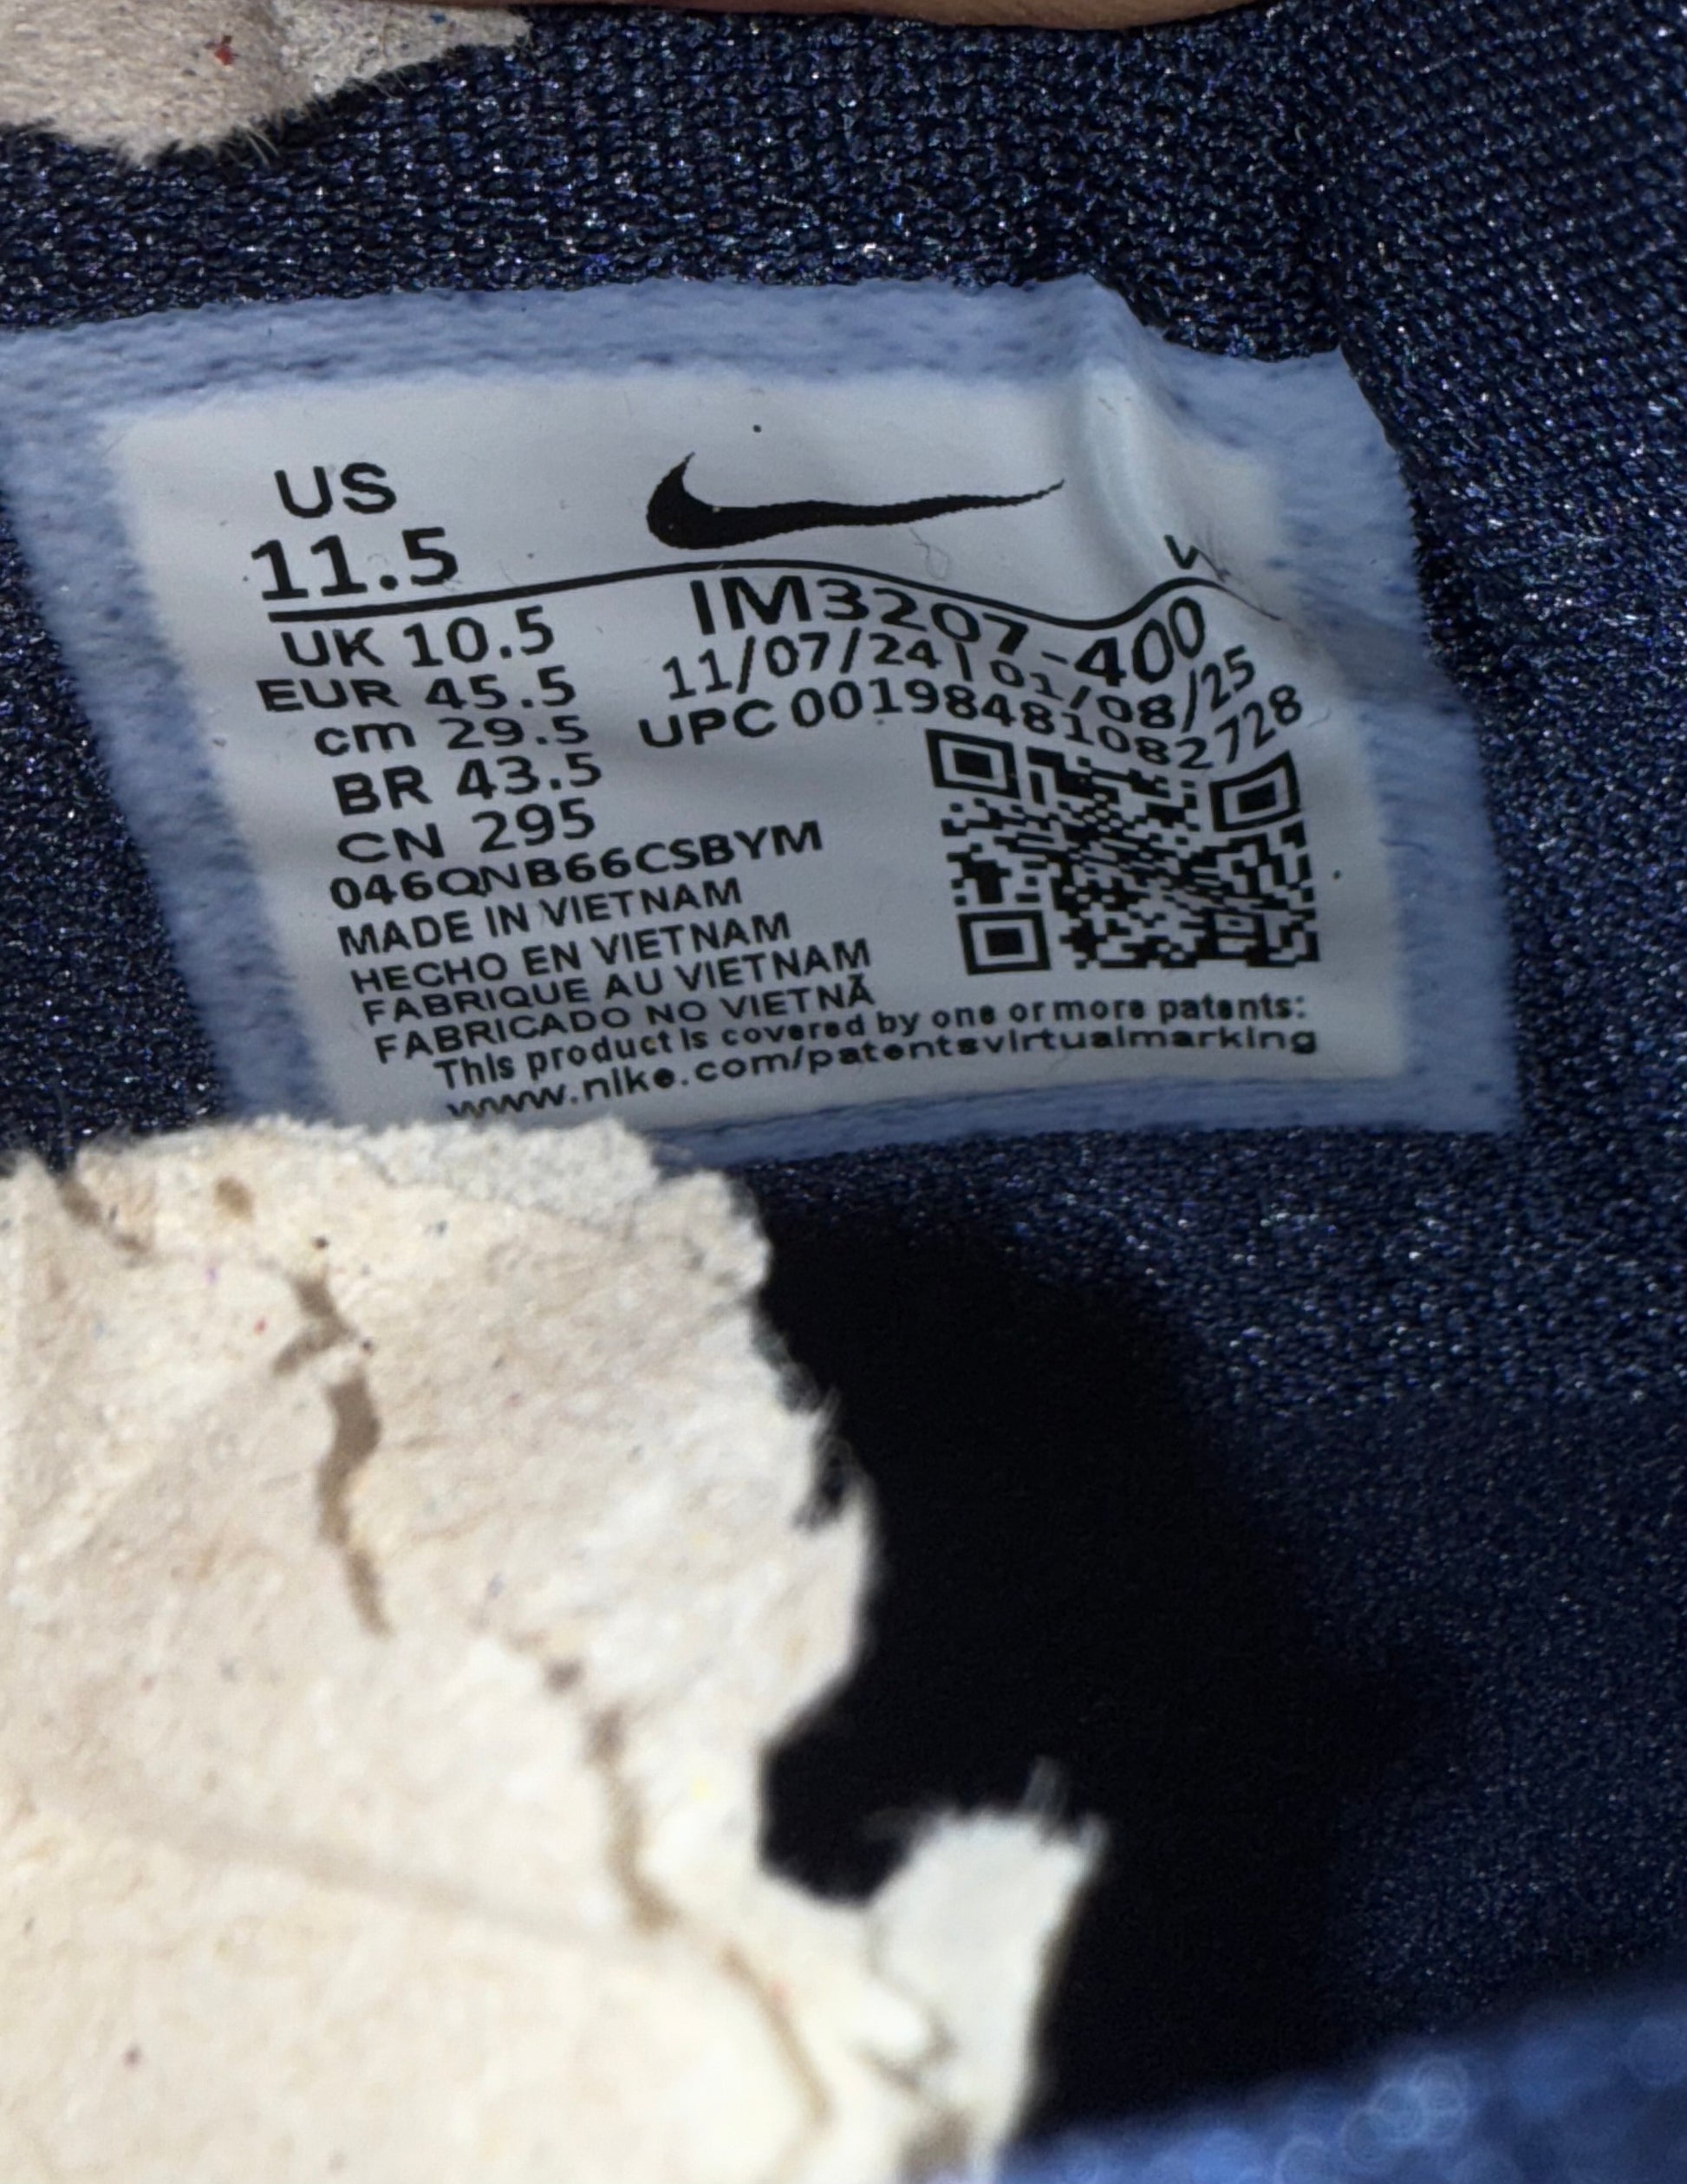 US
11.5
W
UK 10.5
EUR 45.5
cm 29.5
BR 43.5
CN 295
IM3207-400
11/07/24 | 01/08/25
UPC 00198481082728
046QNB66CSBYM
MADE IN VIETNAM
HECHO EN VIETNAM
FABRIQUE AU VIETNAM
FABRICADO NO VIETNÃ
This product is covered by one or more patents:
www.nike.com/patentsvirtualmarking